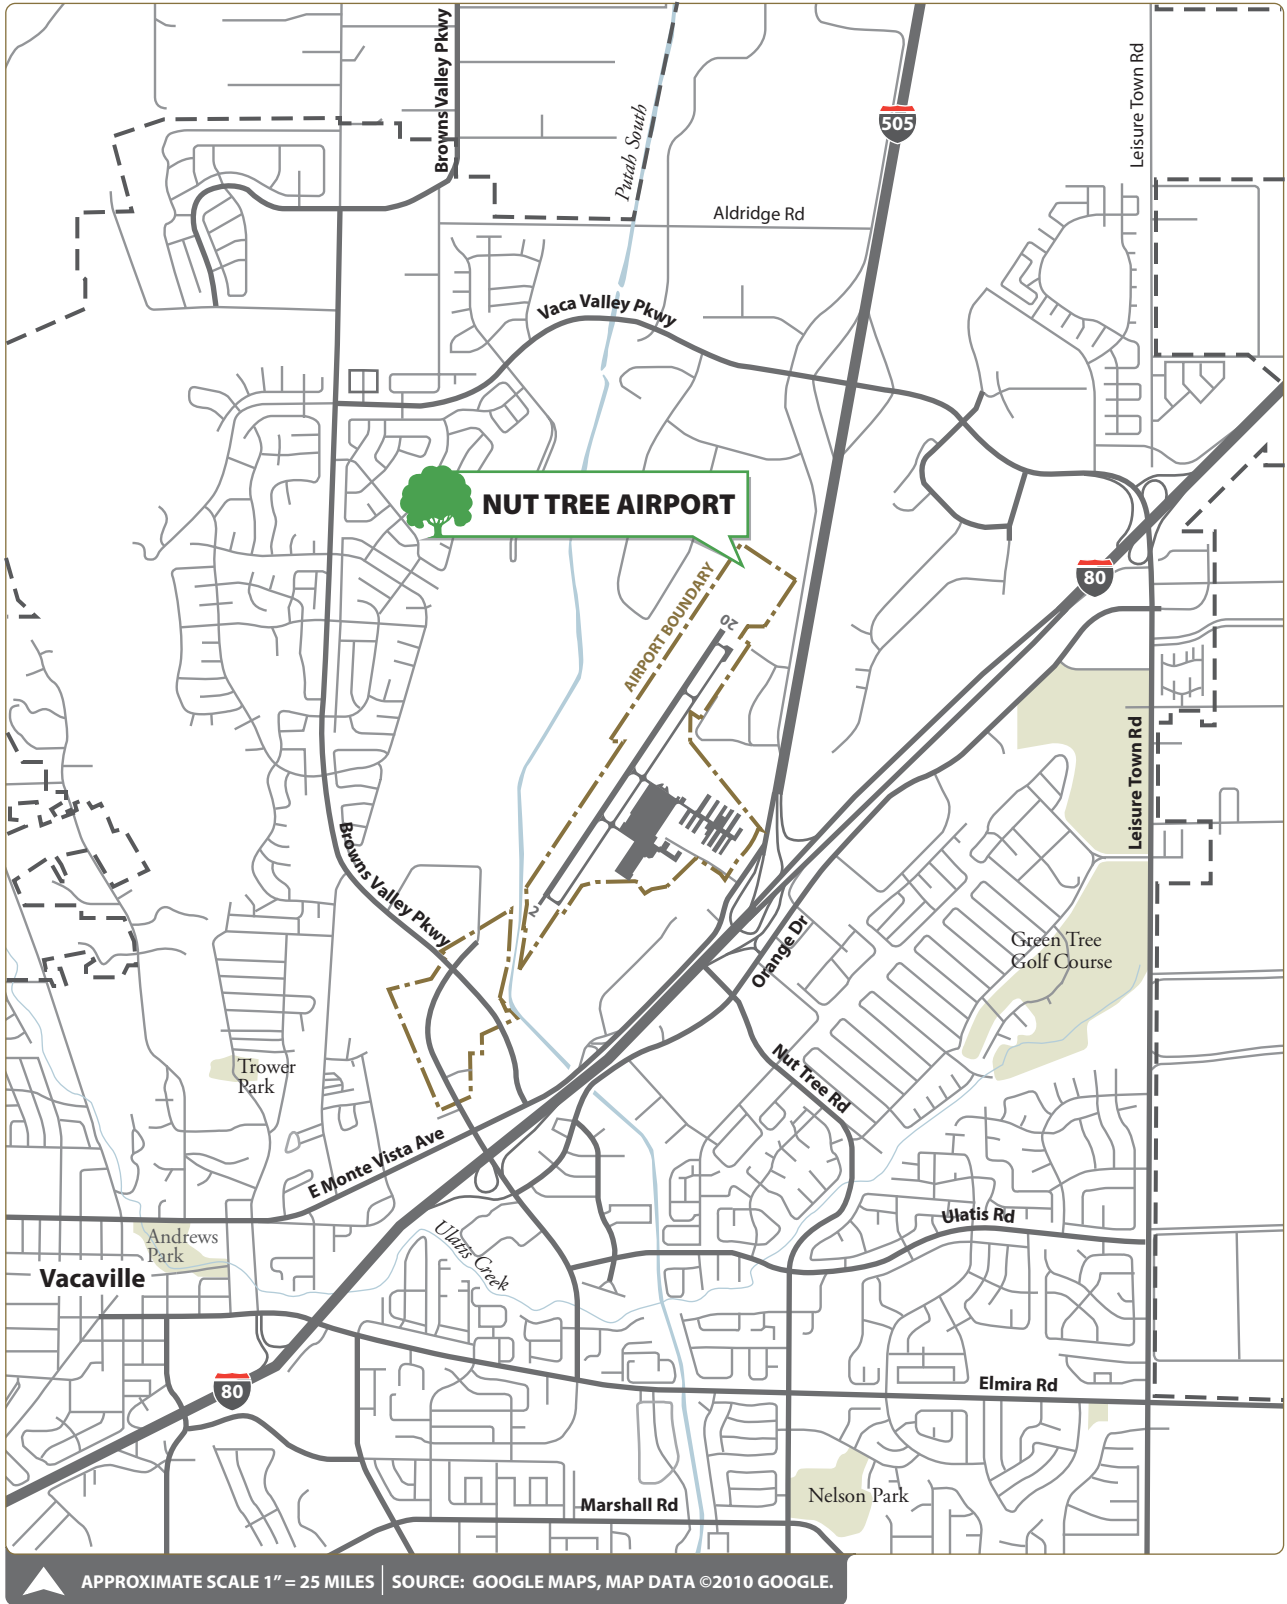 Browns Valley Pkwy
Putah South
505
Leisure Town Rd
Aldridge Rd
Vaca Valley Pkwy
NUT TREE AIRPORT
80
AIRPORT BOUNDARY
20
Leisure Town Rd
Browns Valley Pkwy
2
Orange Dr
Green Tree
Golf Course
Trower
Park
Nut Tree Rd
E Monte Vista Ave
Ulatis Rd
Andrews
Park
Ulatis Creek
Vacaville
80
Elmira Rd
Nelson Park
Marshall Rd
APPROXIMATE SCALE 1” = 25 MILES | SOURCE: GOOGLE MAPS, MAP DATA ©2010 GOOGLE.